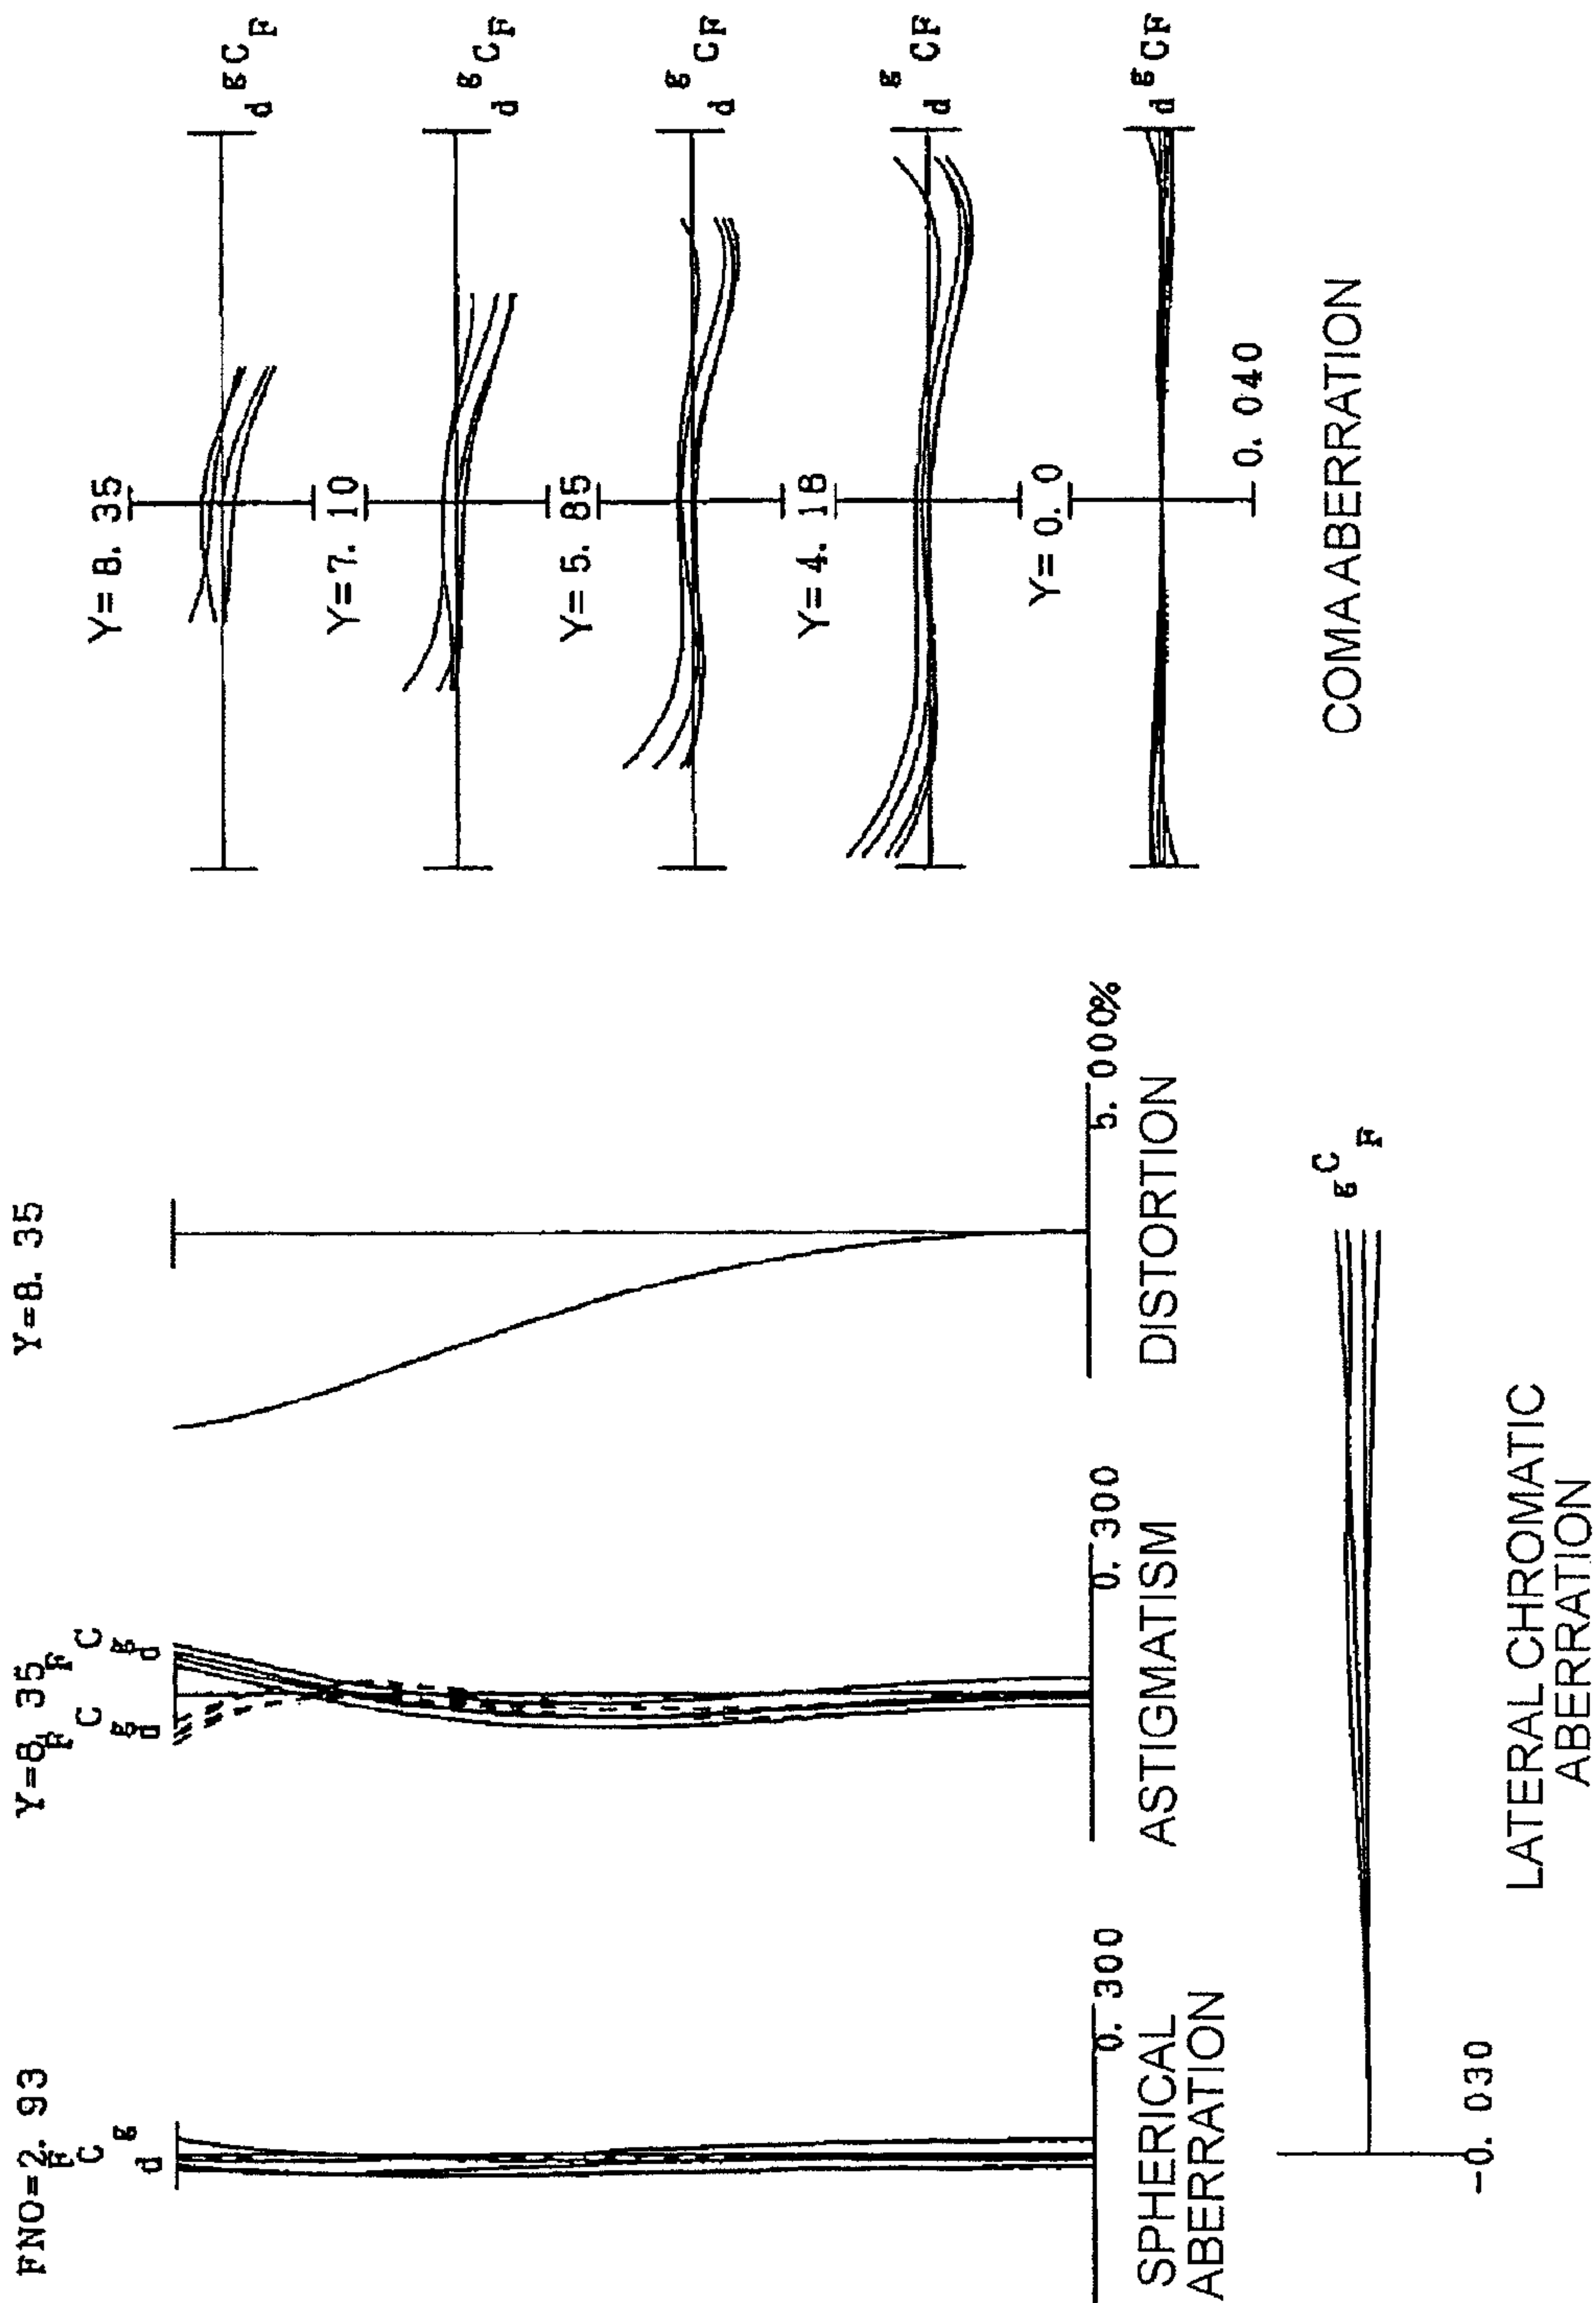 FNO=2. 93
F
C
g
d
0. 300
SPHERICAL
ABERRATION
Y=8. 35
F
C
g
d
F
C
g
d
0. 300
ASTIGMATISM
Y=8. 35
5. 000%
DISTORTION
Y=8. 35
d g C F
Y=7. 10
d g C F
Y=5. 85
d g C F
Y=4. 18
d g C F
Y=0. 0
d g C F
0. 040
COMA ABERRATION
g C F
-0. 030
LATERAL CHROMATIC
ABERRATION